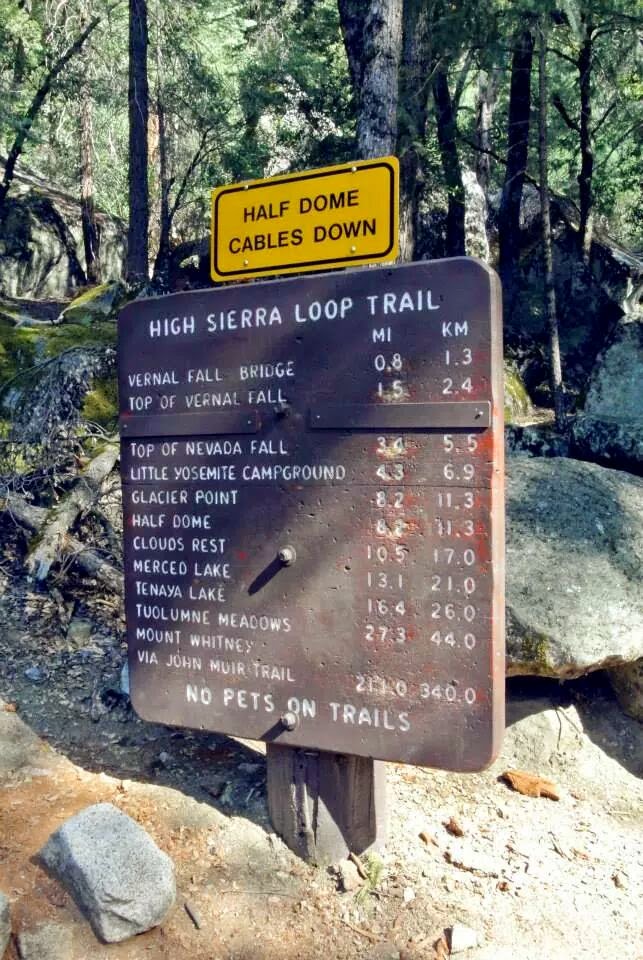 HALF DOME
CABLES DOWN
HIGH SIERRA LOOP TRAIL
MI KM
VERNAL FALL BRIDGE 0.8 1.3
TOP OF VERNAL FALL 1.5 2.4
TOP OF NEVADA FALL 3.4 5.5
LITTLE YOSEMITE CAMPGROUND 4.3 6.9
GLACIER POINT 8.2 11.3
HALF DOME 8.2 11.3
CLOUDS REST 10.5 17.0
MERCED LAKE 13.1 21.0
TENAYA LAKE 16.4 26.0
TUOLUMNE MEADOWS 27.3 44.0
MOUNT WHITNEY
VIA JOHN MUIR TRAIL 211.0 340.0
NO PETS ON TRAILS